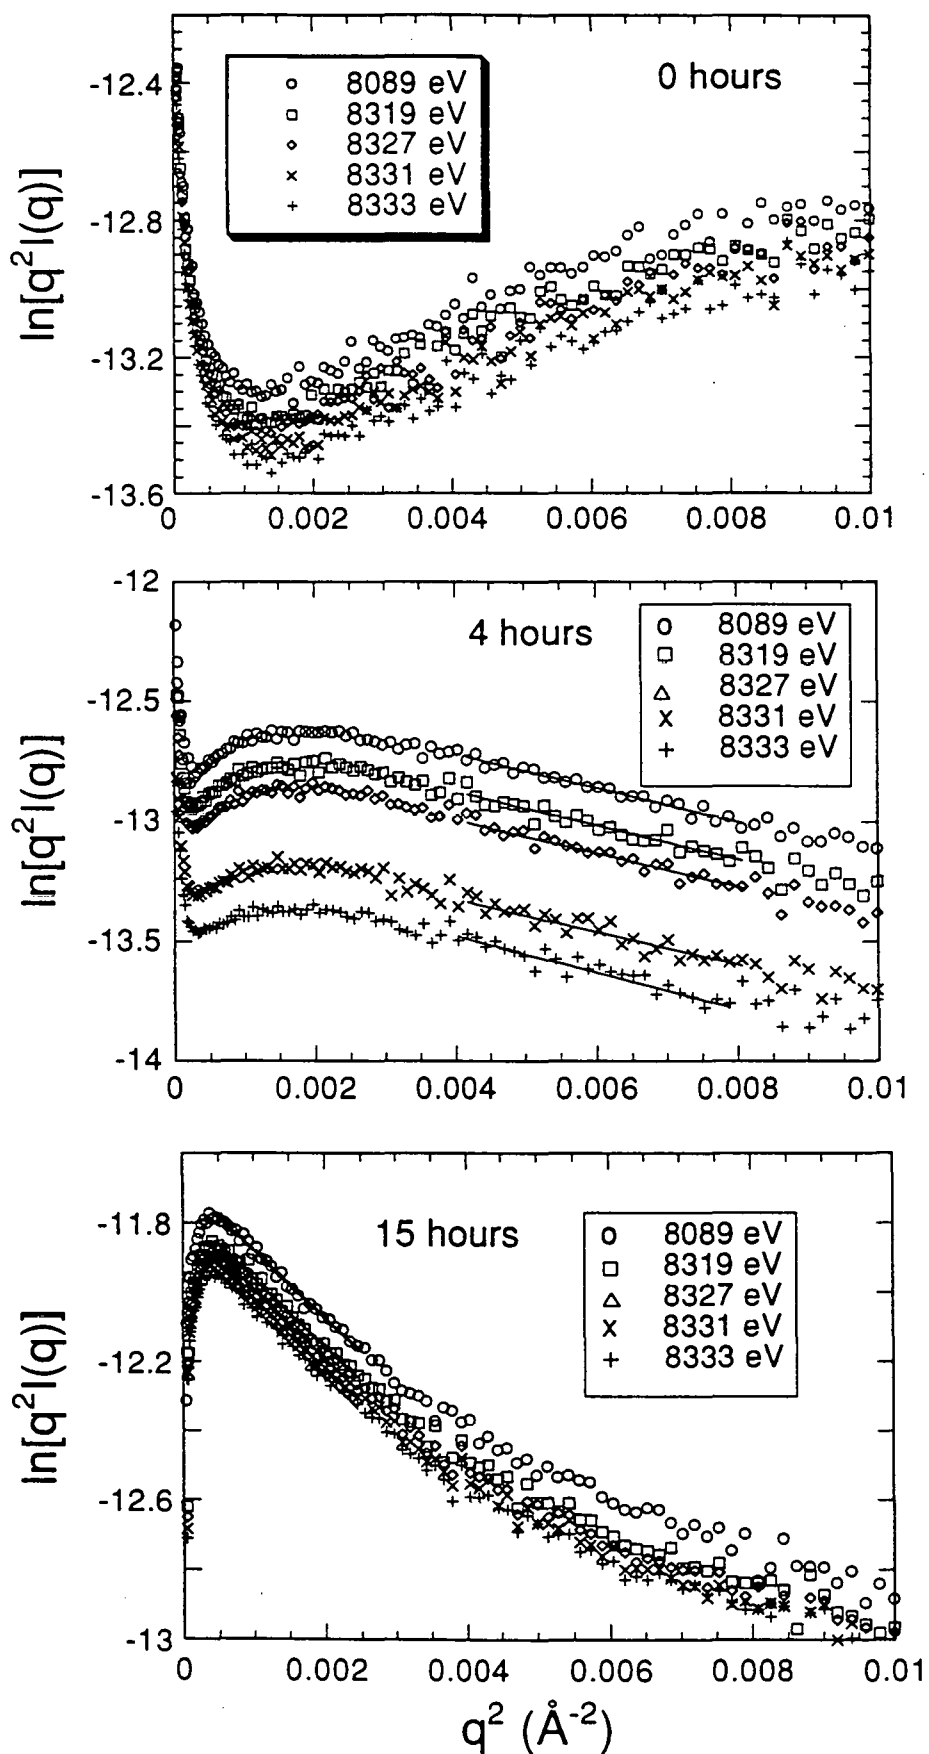 0 hours
8089 eV
8319 eV
8327 eV
8331 eV
8333 eV
ln[q²I(q)]
-12.4
-12.8
-13.2
-13.6
0 0.002 0.004 0.006 0.008 0.01
4 hours
8089 eV
8319 eV
8327 eV
8331 eV
8333 eV
ln[q²I(q)]
-12
-12.5
-13
-13.5
-14
0 0.002 0.004 0.006 0.008 0.01
15 hours
8089 eV
8319 eV
8327 eV
8331 eV
8333 eV
ln[q²I(q)]
-11.8
-12.2
-12.6
-13
0 0.002 0.004 0.006 0.008 0.01
q² (Å⁻²)